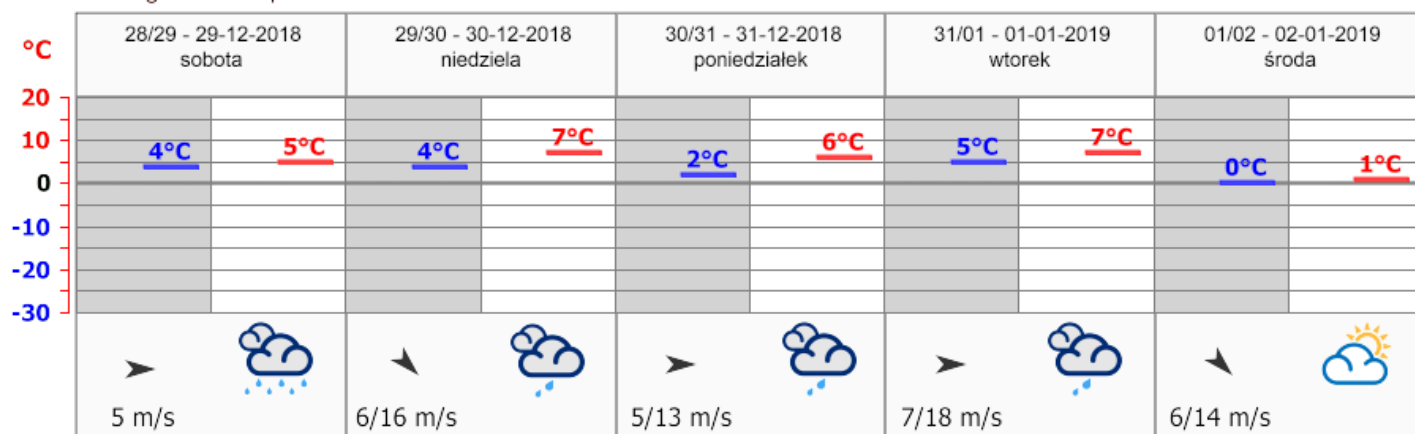 28/29 - 29-12-2018
sobota
29/30 - 30-12-2018
niedziela
30/31 - 31-12-2018
poniedziałek
31/01 - 01-01-2019
wtorek
01/02 - 02-01-2019
środa
°C
20
10
0
-10
-20
-30
4°C
5°C
4°C
7°C
2°C
6°C
5°C
7°C
0°C
1°C
5 m/s
6/16 m/s
5/13 m/s
7/18 m/s
6/14 m/s